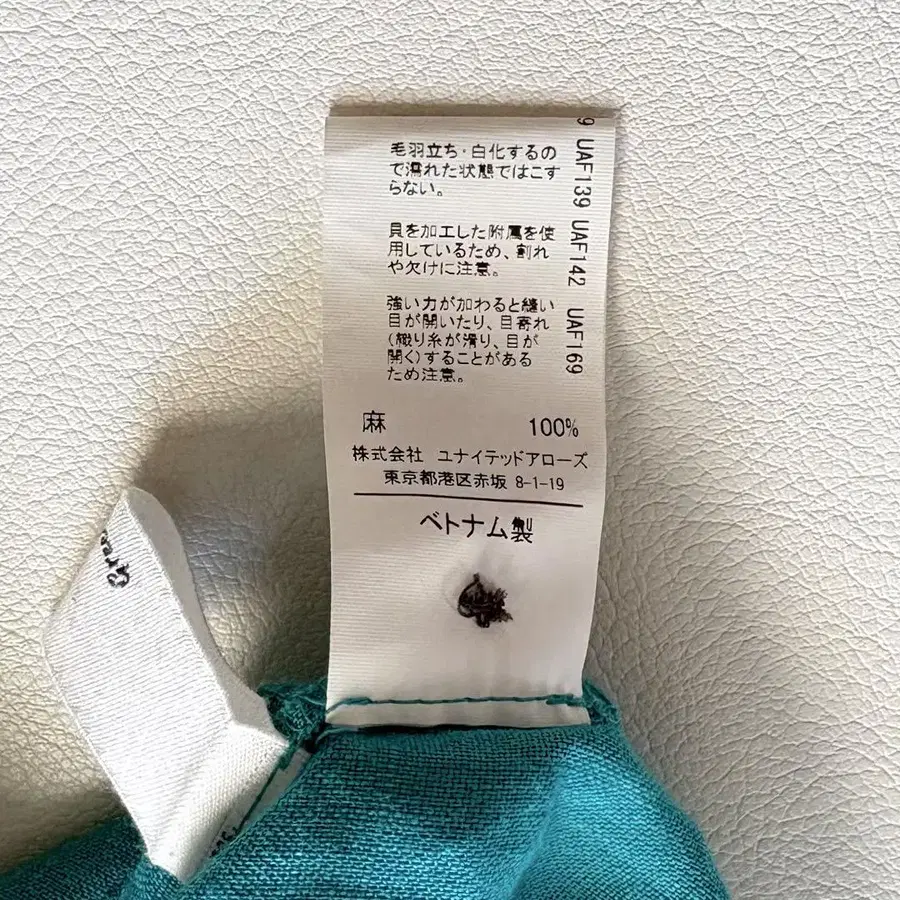 毛羽立ち・白化するの
で濡れた状態ではこす
らない。
貝を加工した附属を使
用しているため、割れ
や欠けに注意。
強い力が加わると縫い
目が開いたり、目寄れ
(織り糸が滑り、目が
開く)することがある
ため注意。
麻 100%
株式会社 ユナイテッドアローズ
東京都港区赤坂 8-1-19
ベトナム製
9 UAF139 UAF142 UAF169